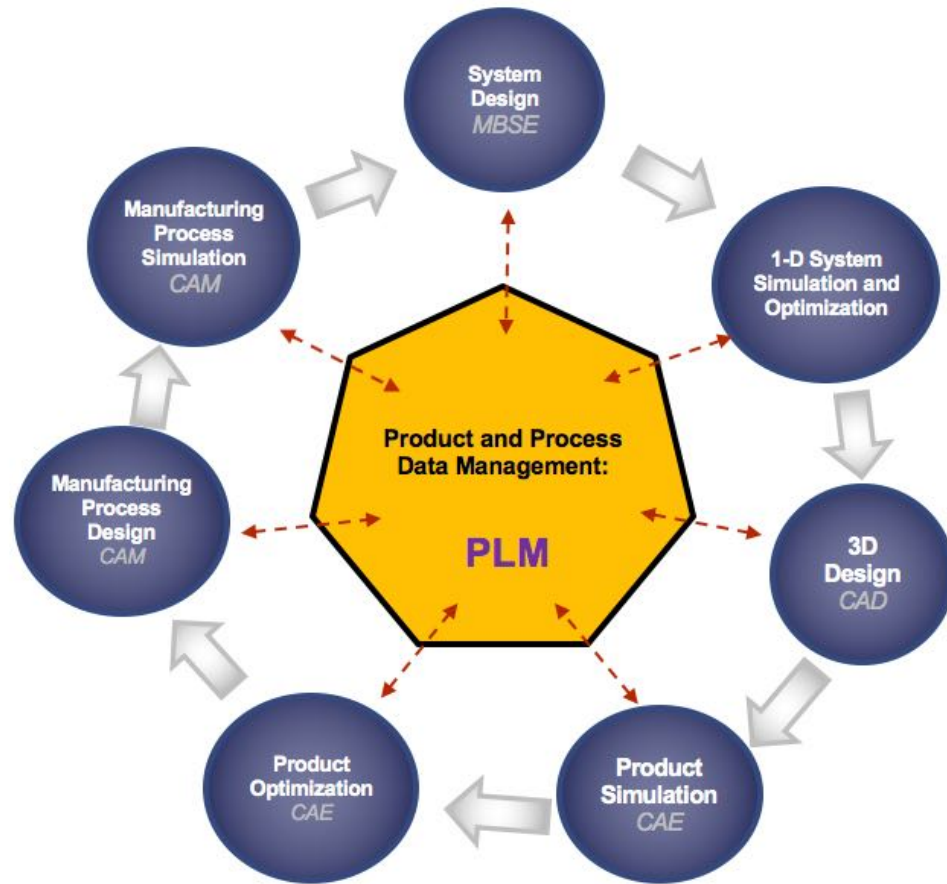 System
Design
MBSE
1-D System
Simulation and
Optimization
3D
Design
CAD
Product
Simulation
CAE
Product
Optimization
CAE
Manufacturing
Process
Design
CAM
Manufacturing
Process
Simulation
CAM
Product and Process
Data Management:
PLM